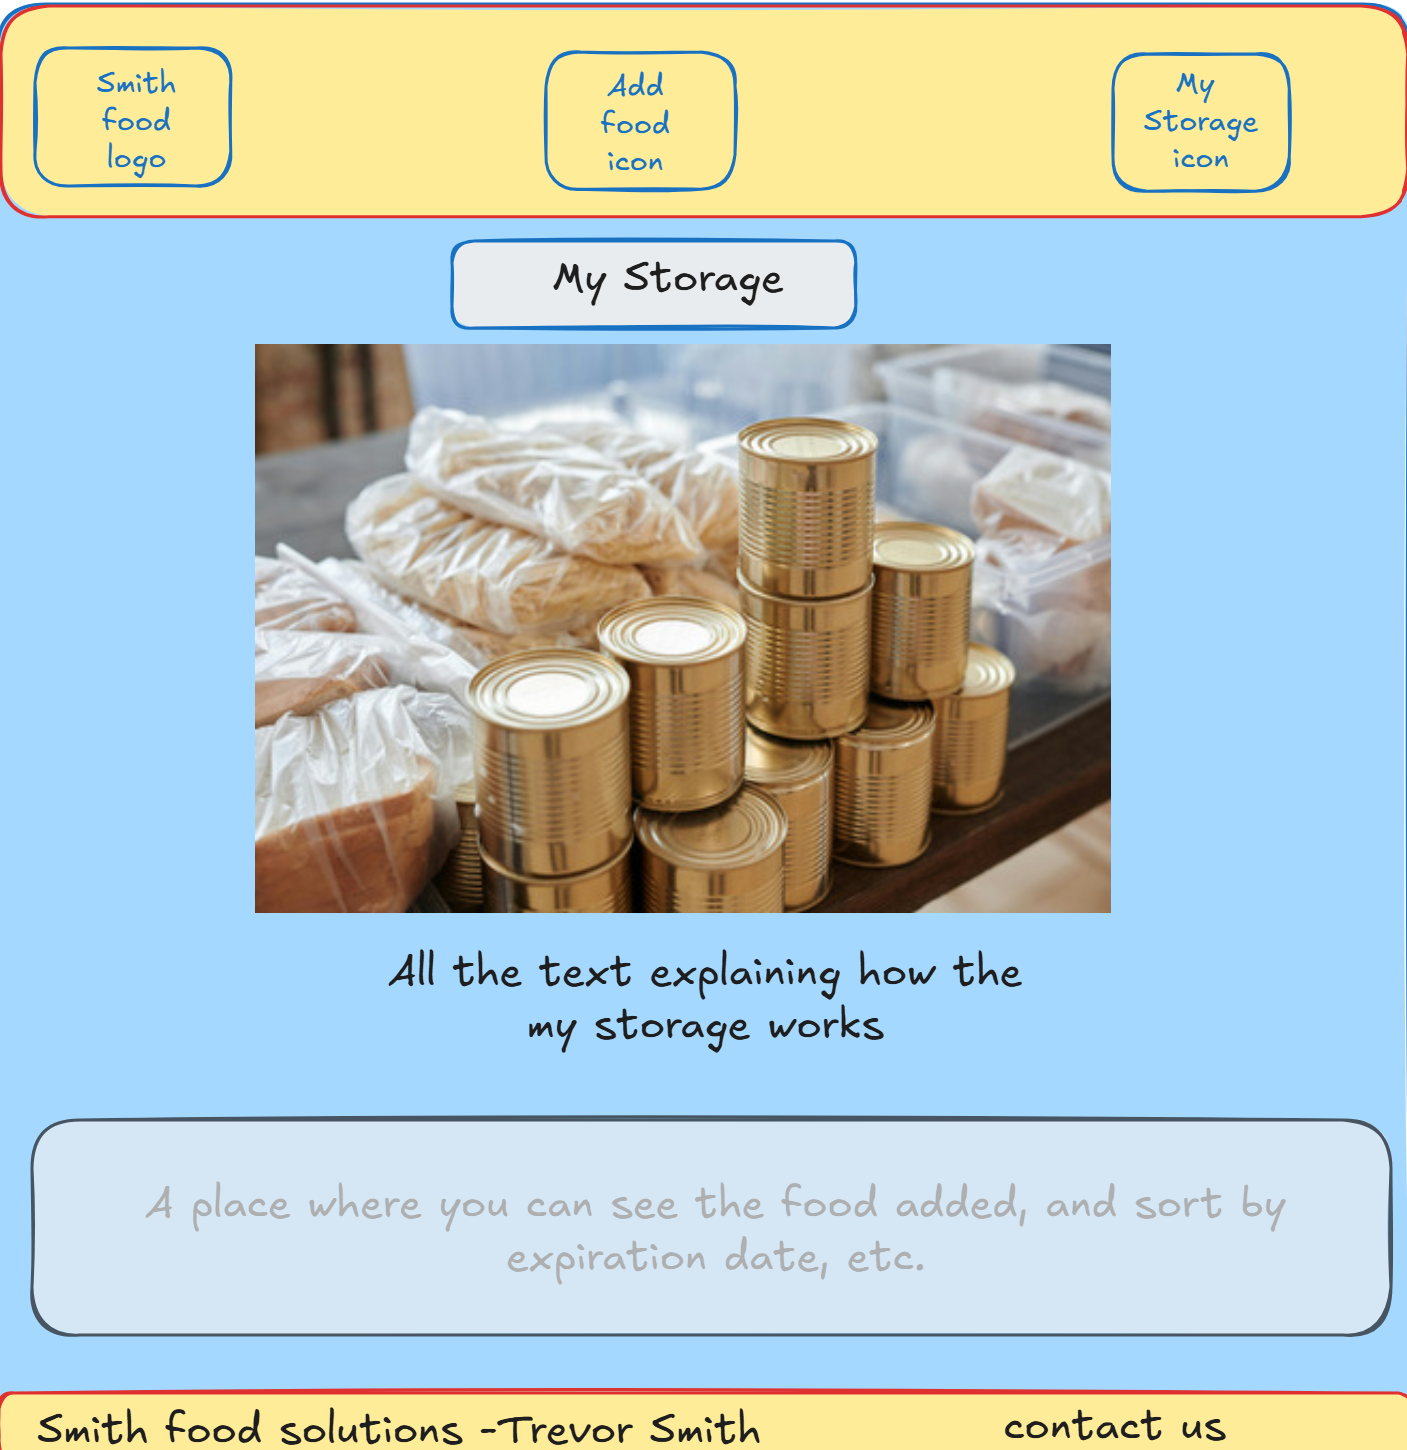 Smith
food
logo
Add
food
icon
My
Storage
icon
My Storage
All the text explaining how the
my storage works
A place where you can see the food added, and sort by
expiration date, etc.
Smith food solutions -Trevor Smith
contact us